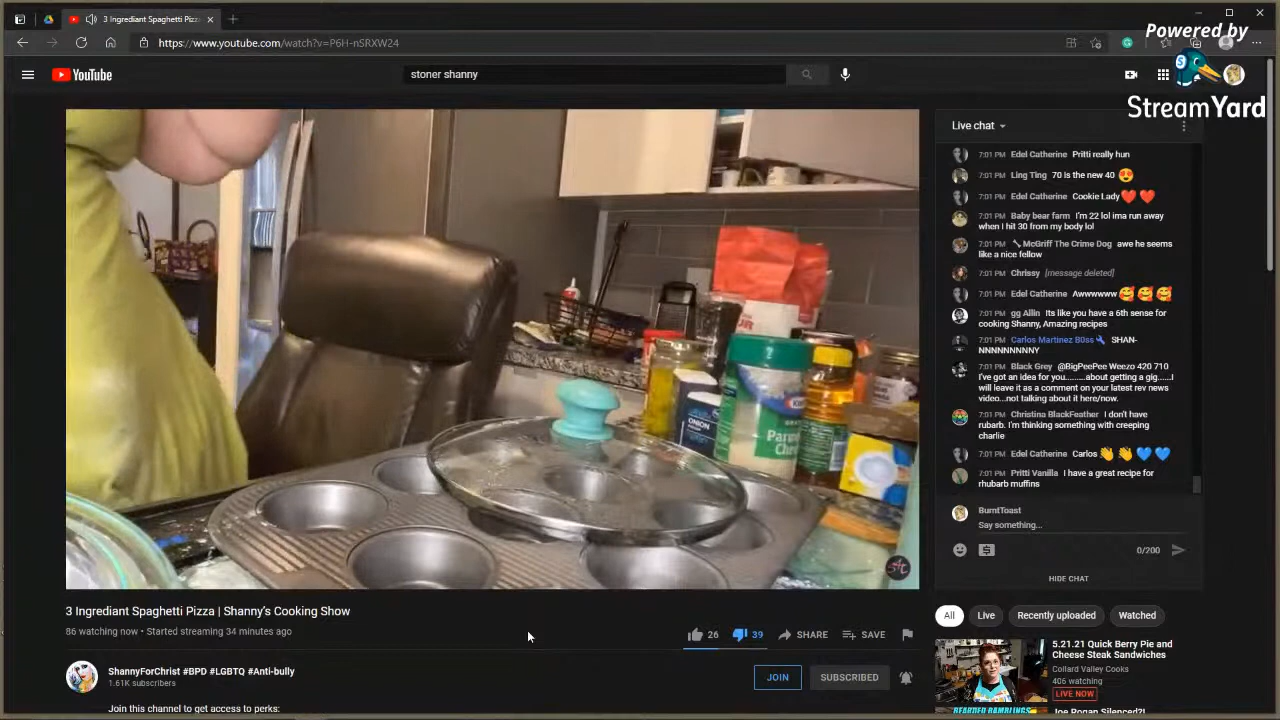 3 Ingrediant Spaghetti Pizza
https://www.youtube.com/watch?v=P6H-nSRXW24
Powered by
StreamYard
YouTube
stoner shanny
Live chat
7:01 PM Edel Catherine Pritti really hun
7:01 PM Ling Ting 70 is the new 40 😍
7:01 PM Edel Catherine Cookie Lady❤️ ❤️
7:01 PM Baby bear farm I'm 22 lol ima run away
when I hit 30 from my body lol
7:01 PM McGriff The Crime Dog awe he seems
like a nice fellow
7:01 PM Chrissy [message deleted]
7:01 PM Edel Catherine Awwwwww 🥰 🥰 🥰
7:01 PM gg Allin Its like you have a 6th sense for
cooking Shanny, Amazing recipes
7:01 PM Carlos Martinez B0ss SHAN-
NNNNNNNNY
7:01 PM Black Grey @BigPeePee Weezo 420 710
I've got an idea for you........about getting a gig.....I
will leave it as a comment on your latest rev news
video...not talking about it here/now.
7:01 PM Christina BlackFeather I don't have
rubarb. I'm thinking something with creeping
charlie
7:01 PM Edel Catherine Carlos 👏 👏 💙 💙
7:01 PM Pritti Vanilla I have a great recipe for
rhubarb muffins
BurntToast
Say something...
0/200
HIDE CHAT
ONION
KRAFT
3 Ingrediant Spaghetti Pizza | Shanny's Cooking Show
86 watching now • Started streaming 34 minutes ago
26 39 SHARE SAVE
ShannyForChrist #BPD #LGBTQ #Anti-bully
1.61K subscribers
JOIN SUBSCRIBED
Join this channel to get access to perks:
All Live Recently uploaded Watched
5.21.21 Quick Berry Pie and
Cheese Steak Sandwiches
Collard Valley Cooks
406 watching
LIVE NOW
BEARDED RAMBLINGS
Joe Rogan Silenced?!